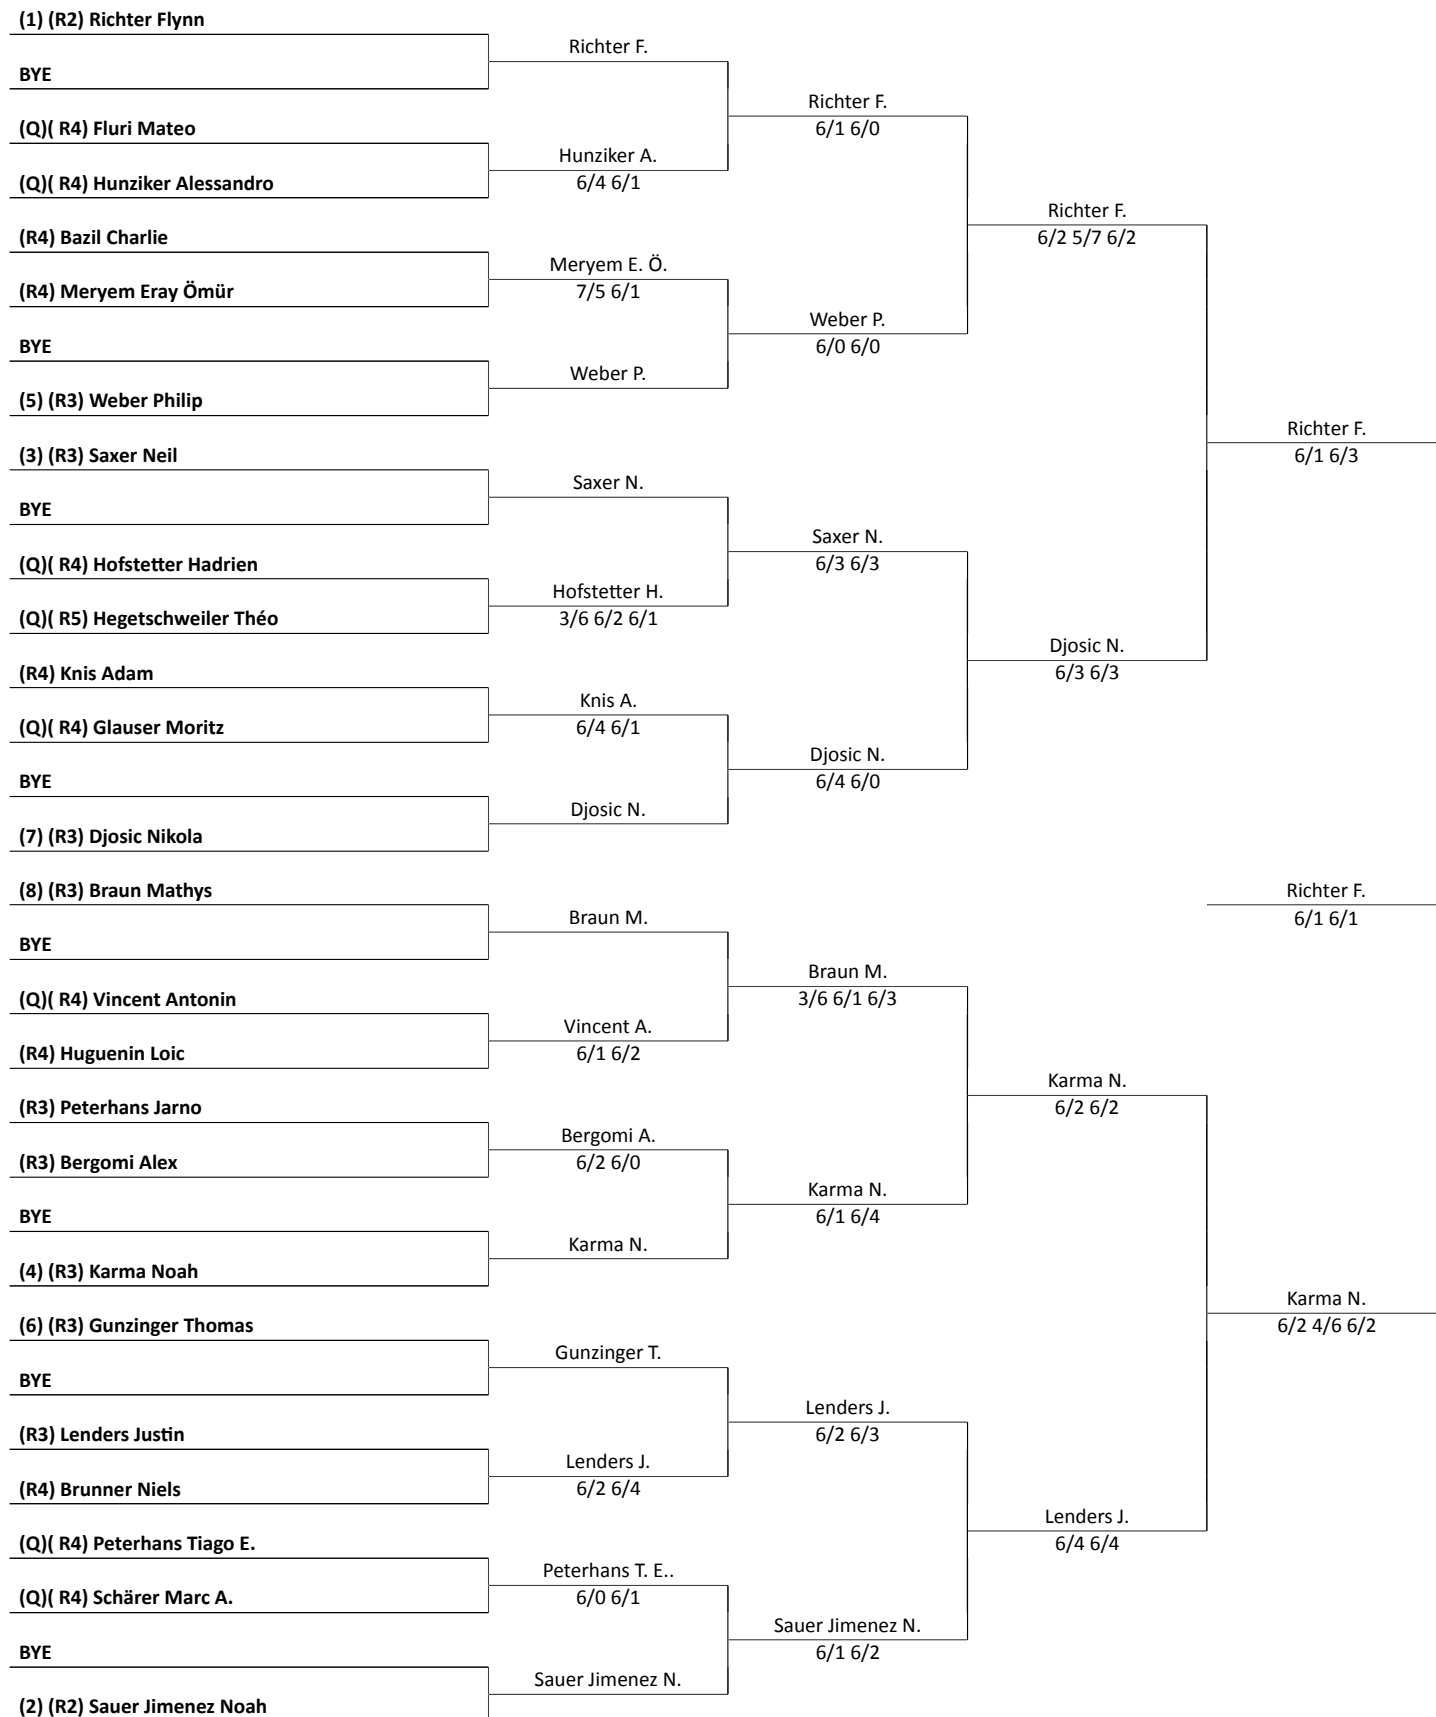 (1) (R2) Richter Flynn
BYE
(Q)( R4) Fluri Mateo
(Q)( R4) Hunziker Alessandro
(R4) Bazil Charlie
(R4) Meryem Eray Ömür
BYE
(5) (R3) Weber Philip
(3) (R3) Saxer Neil
BYE
(Q)( R4) Hofstetter Hadrien
(Q)( R5) Hegetschweiler Théo
(R4) Knis Adam
(Q)( R4) Glauser Moritz
BYE
(7) (R3) Djosic Nikola
(8) (R3) Braun Mathys
BYE
(Q)( R4) Vincent Antonin
(R4) Huguenin Loic
(R3) Peterhans Jarno
(R3) Bergomi Alex
BYE
(4) (R3) Karma Noah
(6) (R3) Gunzinger Thomas
BYE
(R3) Lenders Justin
(R4) Brunner Niels
(Q)( R4) Peterhans Tiago E.
(Q)( R4) Schärer Marc A.
BYE
(2) (R2) Sauer Jimenez Noah
Richter F.
Hunziker A.
6/4 6/1
Meryem E. Ö.
7/5 6/1
Weber P.
Saxer N.
Hofstetter H.
3/6 6/2 6/1
Knis A.
6/4 6/1
Djosic N.
Braun M.
Vincent A.
6/1 6/2
Bergomi A.
6/2 6/0
Karma N.
Gunzinger T.
Lenders J.
6/2 6/4
Peterhans T. E..
6/0 6/1
Sauer Jimenez N.
Richter F.
6/1 6/0
Weber P.
6/0 6/0
Saxer N.
6/3 6/3
Djosic N.
6/4 6/0
Braun M.
3/6 6/1 6/3
Karma N.
6/1 6/4
Lenders J.
6/2 6/3
Sauer Jimenez N.
6/1 6/2
Richter F.
6/2 5/7 6/2
Djosic N.
6/3 6/3
Karma N.
6/2 6/2
Lenders J.
6/4 6/4
Richter F.
6/1 6/3
Richter F.
6/1 6/1
Karma N.
6/2 4/6 6/2